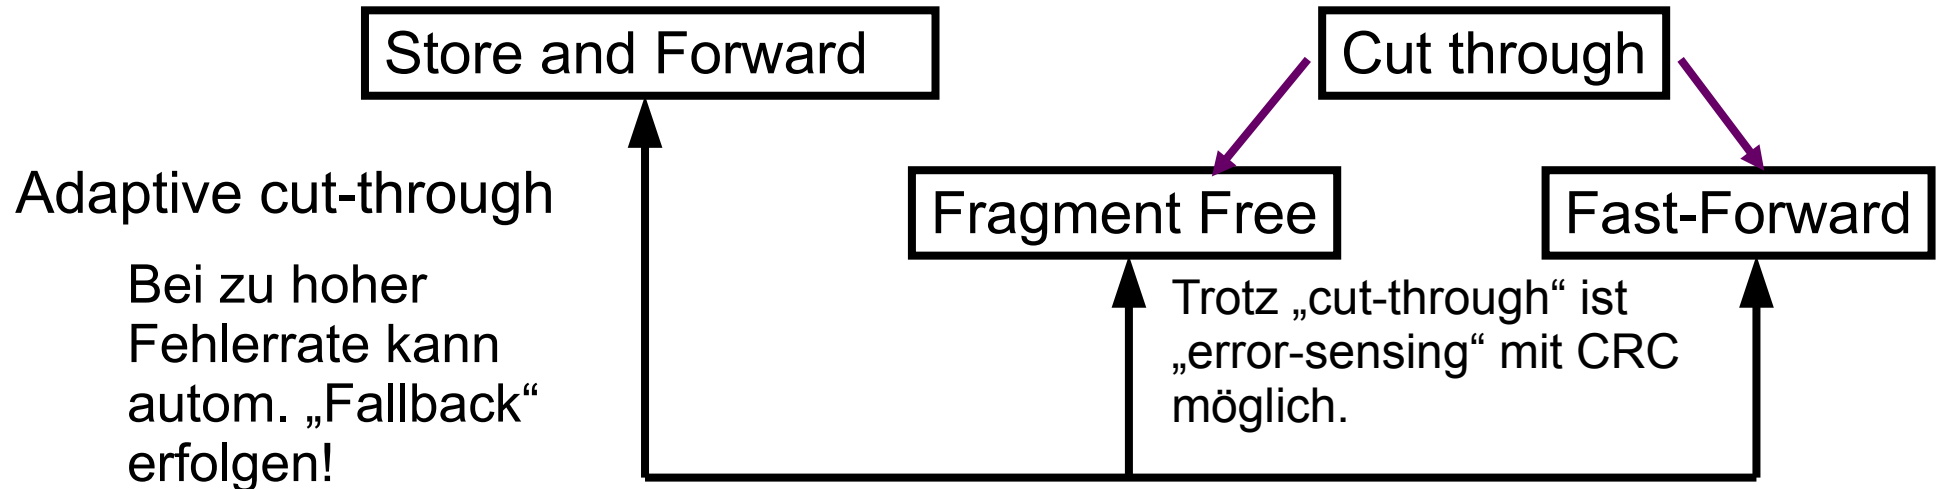 Store and Forward
Cut through
Adaptive cut-through
Fragment Free
Fast-Forward
Bei zu hoher
Fehlerrate kann
autom. „Fallback“
erfolgen!
Trotz „cut-through“ ist
„error-sensing“ mit CRC
möglich.